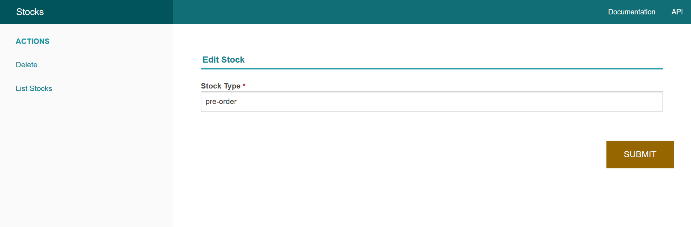 Stocks
Documentation
API
ACTIONS
Delete
List Stocks
Edit Stock
Stock Type *
pre-order
SUBMIT